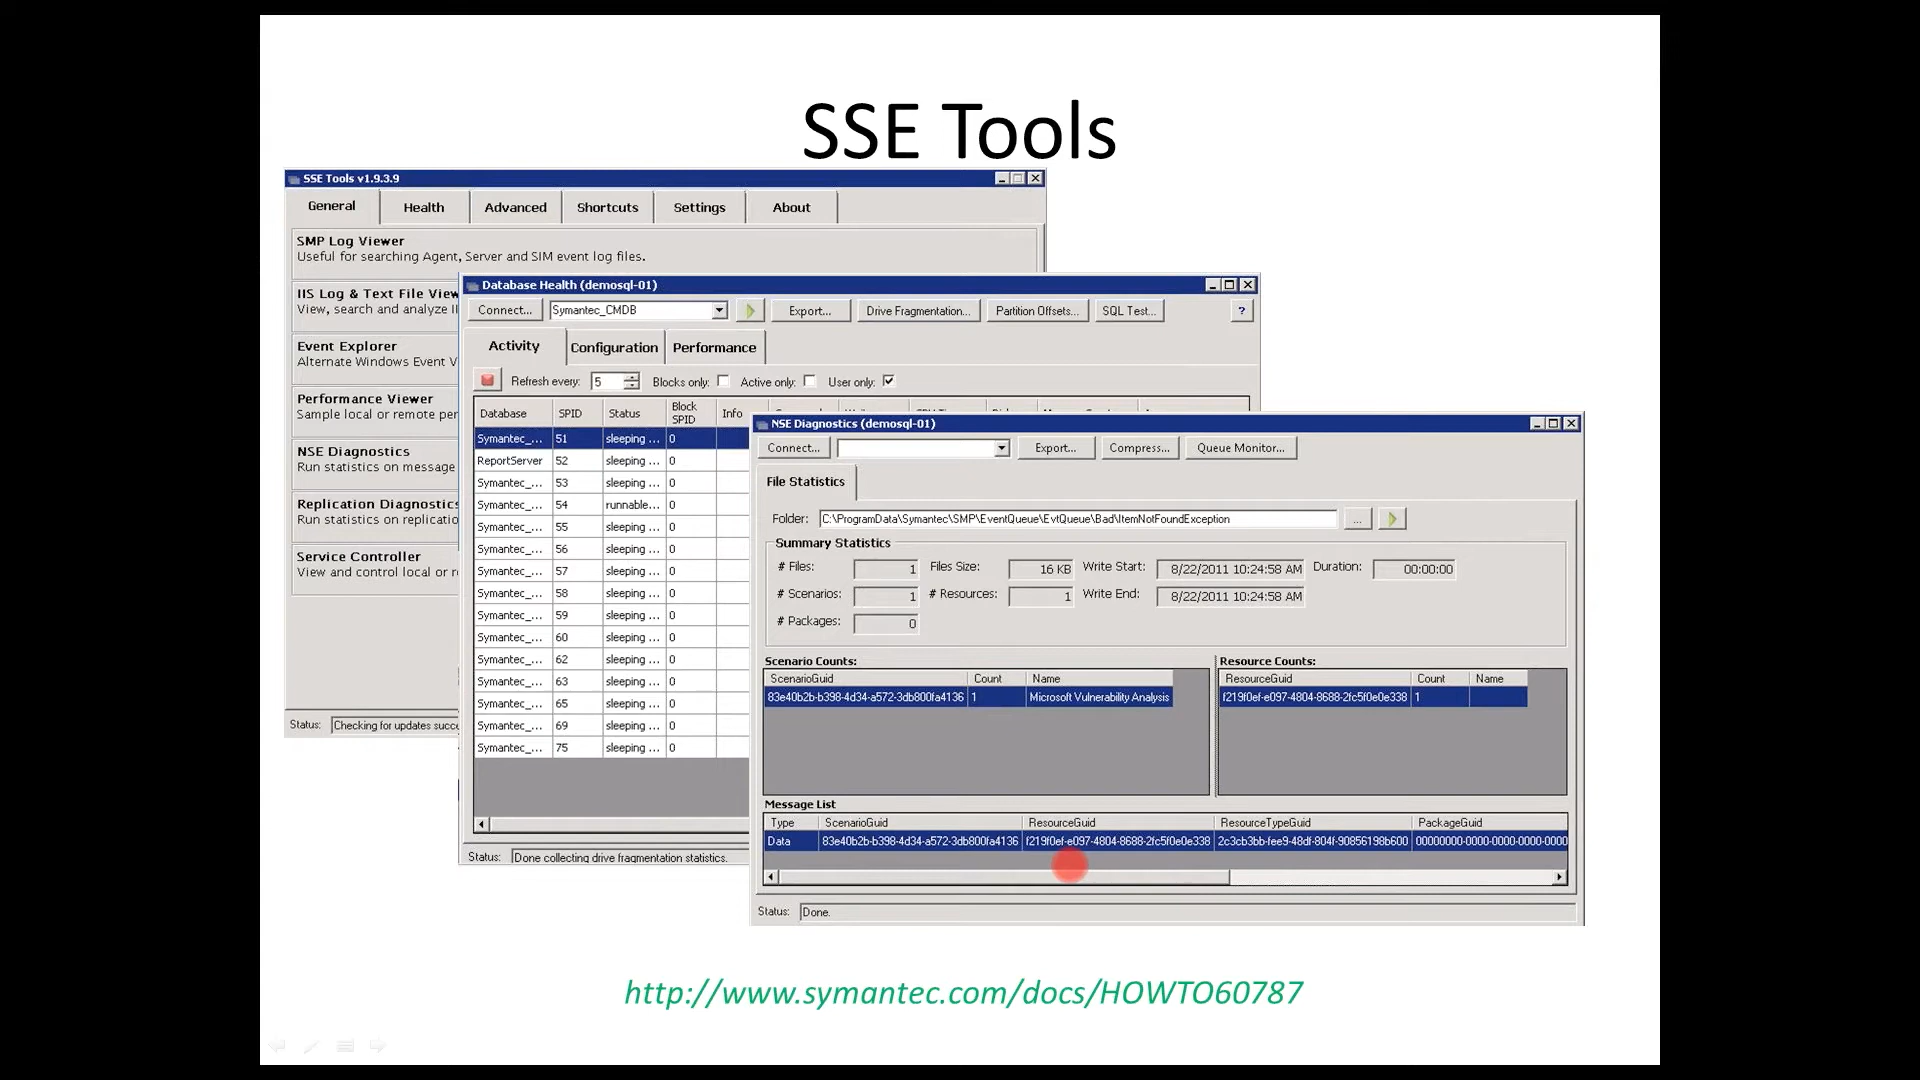 SSE Tools
SSE Tools v1.9.3.9
General Health Advanced Shortcuts Settings About
SMP Log Viewer
Useful for searching Agent, Server and SIM event log files.
IIS Log & Text File View
View, search and analyze II
Event Explorer
Alternate Windows Event V
Performance Viewer
Sample local or remote per
NSE Diagnostics
Run statistics on message
Replication Diagnostics
Run statistics on replicatio
Service Controller
View and control local or r
Status: Checking for updates succe
Database Health (demosql-01)
Connect... Symantec_CMDB Export... Drive Fragmentation... Partition Offsets... SQL Test... ?
Activity Configuration Performance
Refresh every: 5 Blocks only: Active only: User only:
Database SPID Status Block SPID Info
Symantec_... 51 sleeping ... 0
ReportServer 52 sleeping ... 0
Symantec_... 53 sleeping ... 0
Symantec_... 54 runnable... 0
Symantec_... 55 sleeping ... 0
Symantec_... 56 sleeping ... 0
Symantec_... 57 sleeping ... 0
Symantec_... 58 sleeping ... 0
Symantec_... 59 sleeping ... 0
Symantec_... 60 sleeping ... 0
Symantec_... 62 sleeping ... 0
Symantec_... 63 sleeping ... 0
Symantec_... 65 sleeping ... 0
Symantec_... 69 sleeping ... 0
Symantec_... 75 sleeping ... 0
Status: Done collecting drive fragmentation statistics.
NSE Diagnostics (demosql-01)
Connect... Export... Compress... Queue Monitor...
File Statistics
Folder: C:\ProgramData\Symantec\SMP\EventQueue\EvtQueue\Bad\ItemNotFoundException ...
Summary Statistics
# Files: 1 Files Size: 16 KB Write Start: 8/22/2011 10:24:58 AM Duration: 00:00:00
# Scenarios: 1 # Resources: 1 Write End: 8/22/2011 10:24:58 AM
# Packages: 0
Scenario Counts: Resource Counts:
ScenarioGuid Count Name ResourceGuid Count Name
83e40b2b-b398-4d34-a572-3db800fa4136 1 Microsoft Vulnerability Analysis f219f0ef-e097-4804-8688-2fc5f0e0e338 1
Message List
Type ScenarioGuid ResourceGuid ResourceTypeGuid PackageGuid
Data 83e40b2b-b398-4d34-a572-3db800fa4136 f219f0ef-e097-4804-8688-2fc5f0e0e338 2c3cb3bb-fee9-48df-804f-90856198b600 00000000-0000-0000-0000-0000
Status: Done.
http://www.symantec.com/docs/HOWTO60787